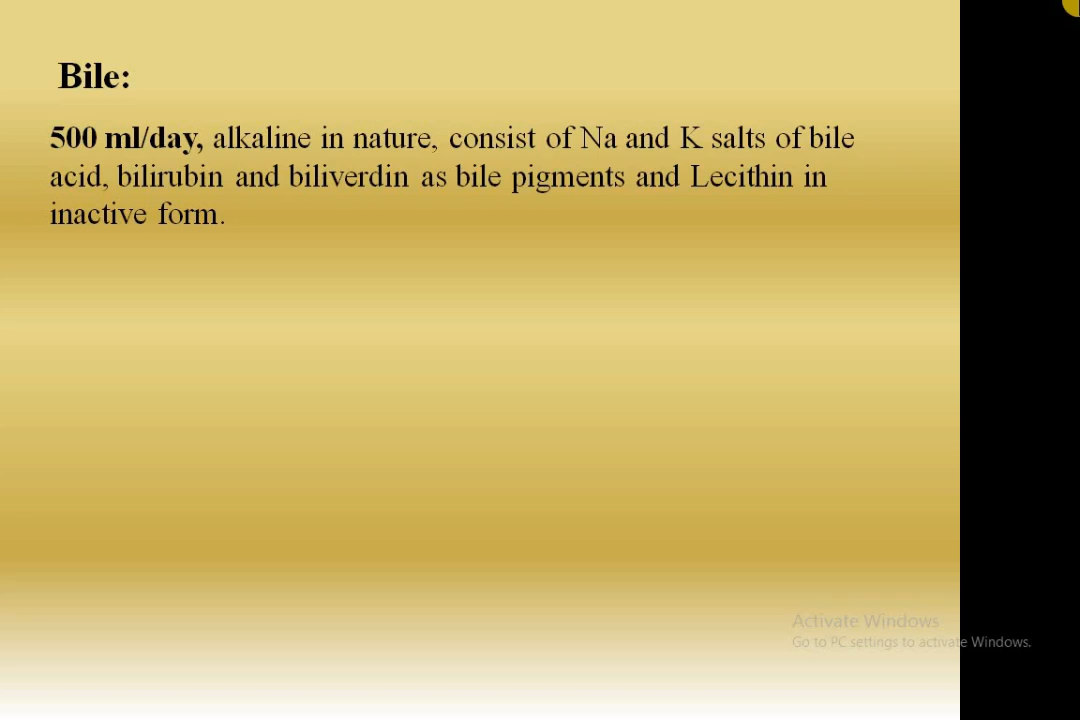 Bile:
500 ml/day, alkaline in nature, consist of Na and K salts of bile
acid, bilirubin and biliverdin as bile pigments and Lecithin in
inactive form.
Activate Windows
Go to PC settings to activate Windows.